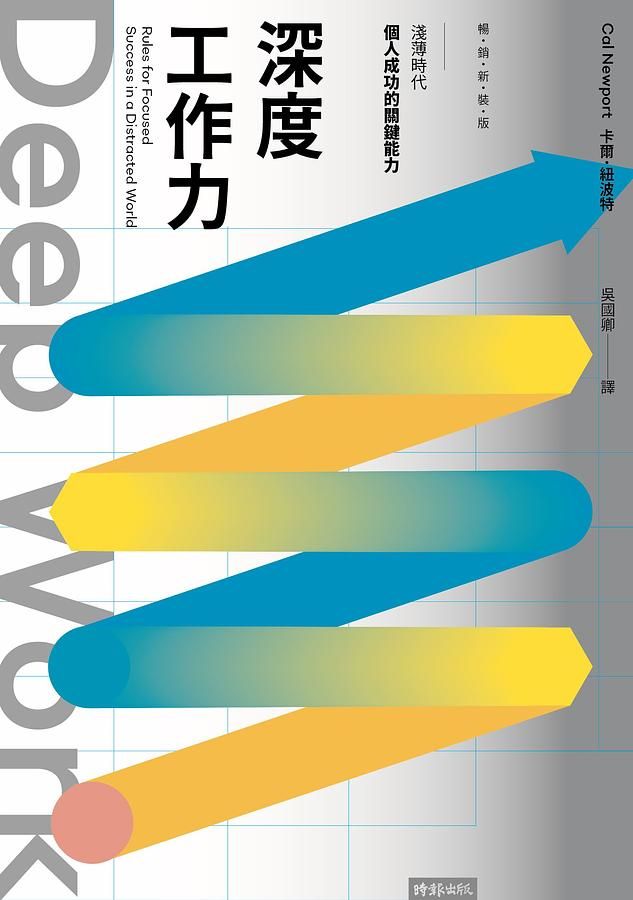 Cal Newport 卡爾·紐波特
吳國卿——譯
暢·銷·新·裝·版
淺薄時代
個人成功的關鍵能力
深度
工作力
Rules for Focused
Success in a Distracted World
Deep Work
時報出版